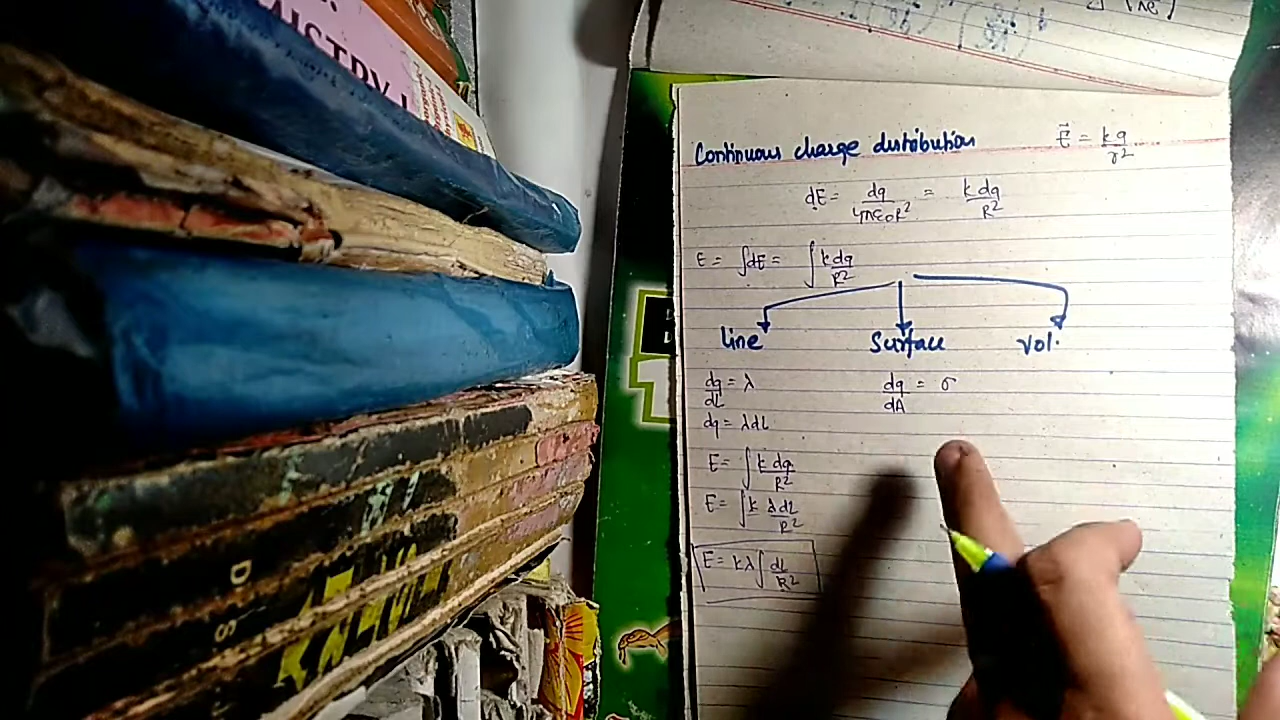 MISTRY
Continuous charge distribution
E⃗ = kq/r²
dE = dq/4πε₀R² = k dq/R²
E = ∫dE = ∫k dq/R²
Line Surface Vol.
dq/dL = λ
dq/dA = σ
dq = λdL
E = ∫k dq/R²
E = ∫k λdL/R²
E = kλ∫dL/R²
D
S